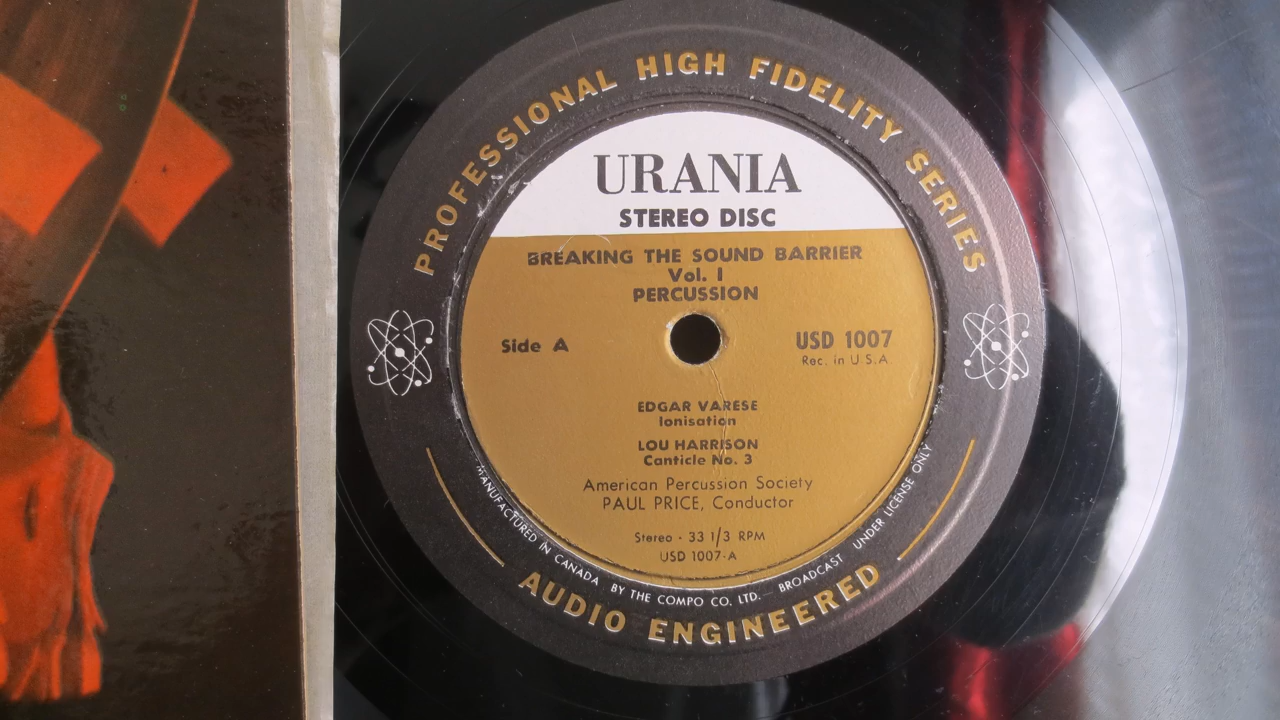 PROFESSIONAL HIGH FIDELITY SERIES
URANIA
STEREO DISC
BREAKING THE SOUND BARRIER
Vol. I
PERCUSSION
Side A
USD 1007
Rec. in U.S.A.
EDGAR VARESE
Ionisation
LOU HARRISON
Canticle No. 3
American Percussion Society
PAUL PRICE, Conductor
Stereo - 33 1/3 RPM
USD 1007-A
MANUFACTURED IN CANADA BY THE COMPO CO. LTD. — BROADCAST UNDER LICENSE ONLY
AUDIO ENGINEERED